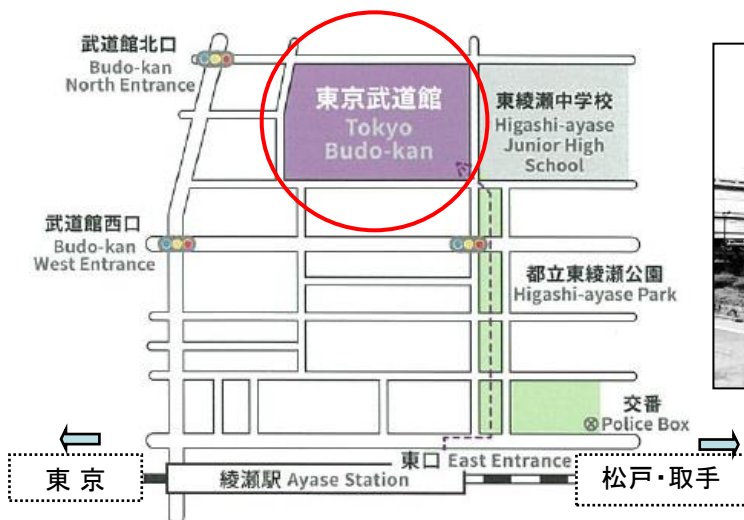 武道館北口
Budo-kan
North Entrance
東京武道館
Tokyo
Budo-kan
東綾瀬中学校
Higashi-ayase
Junior High
School
武道館西口
Budo-kan
West Entrance
都立東綾瀬公園
Higashi-ayase Park
交番
Police Box
東口 East Entrance
東京
綾瀬駅 Ayase Station
松戸・取手